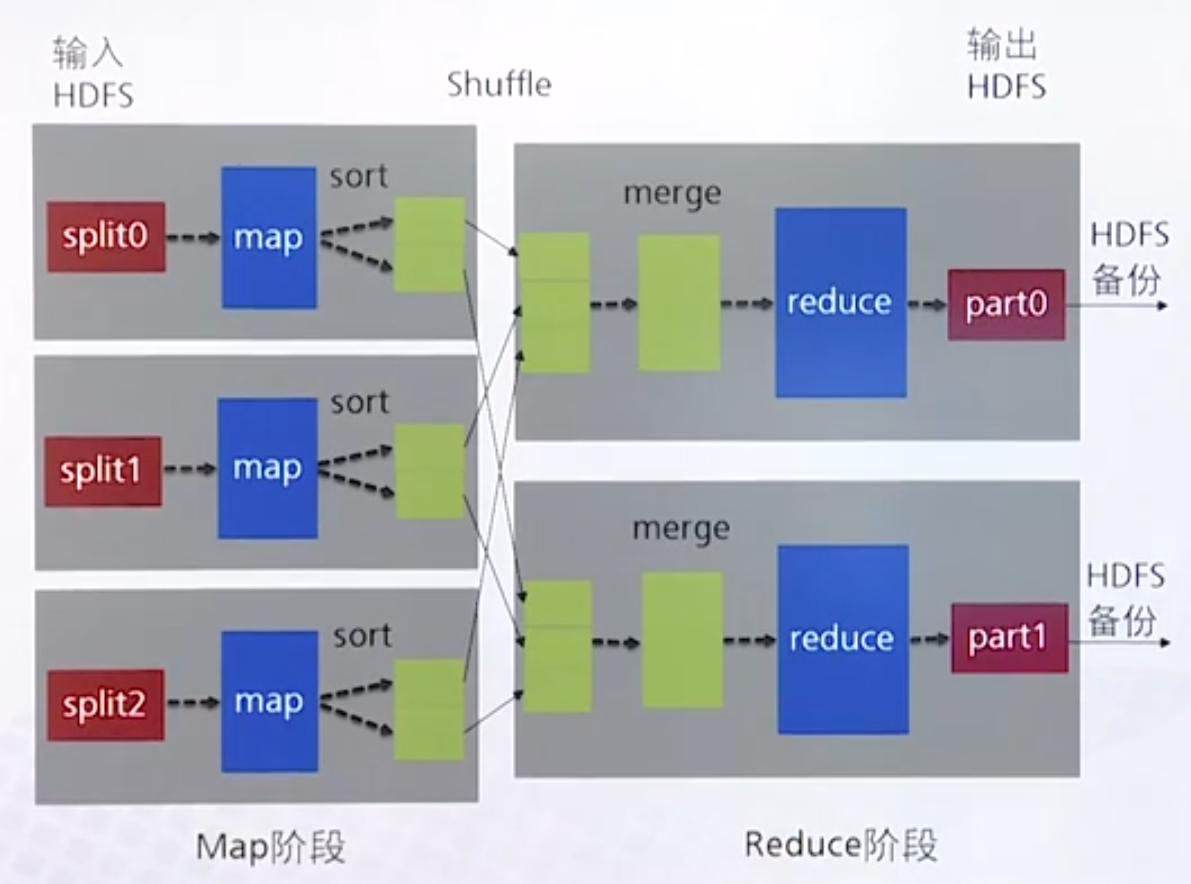 输入
HDFS
Shuffle
输出
HDFS
sort
split0
map
sort
split1
map
sort
split2
map
merge
reduce
part0
HDFS
备份
merge
reduce
part1
HDFS
备份
Map阶段
Reduce阶段